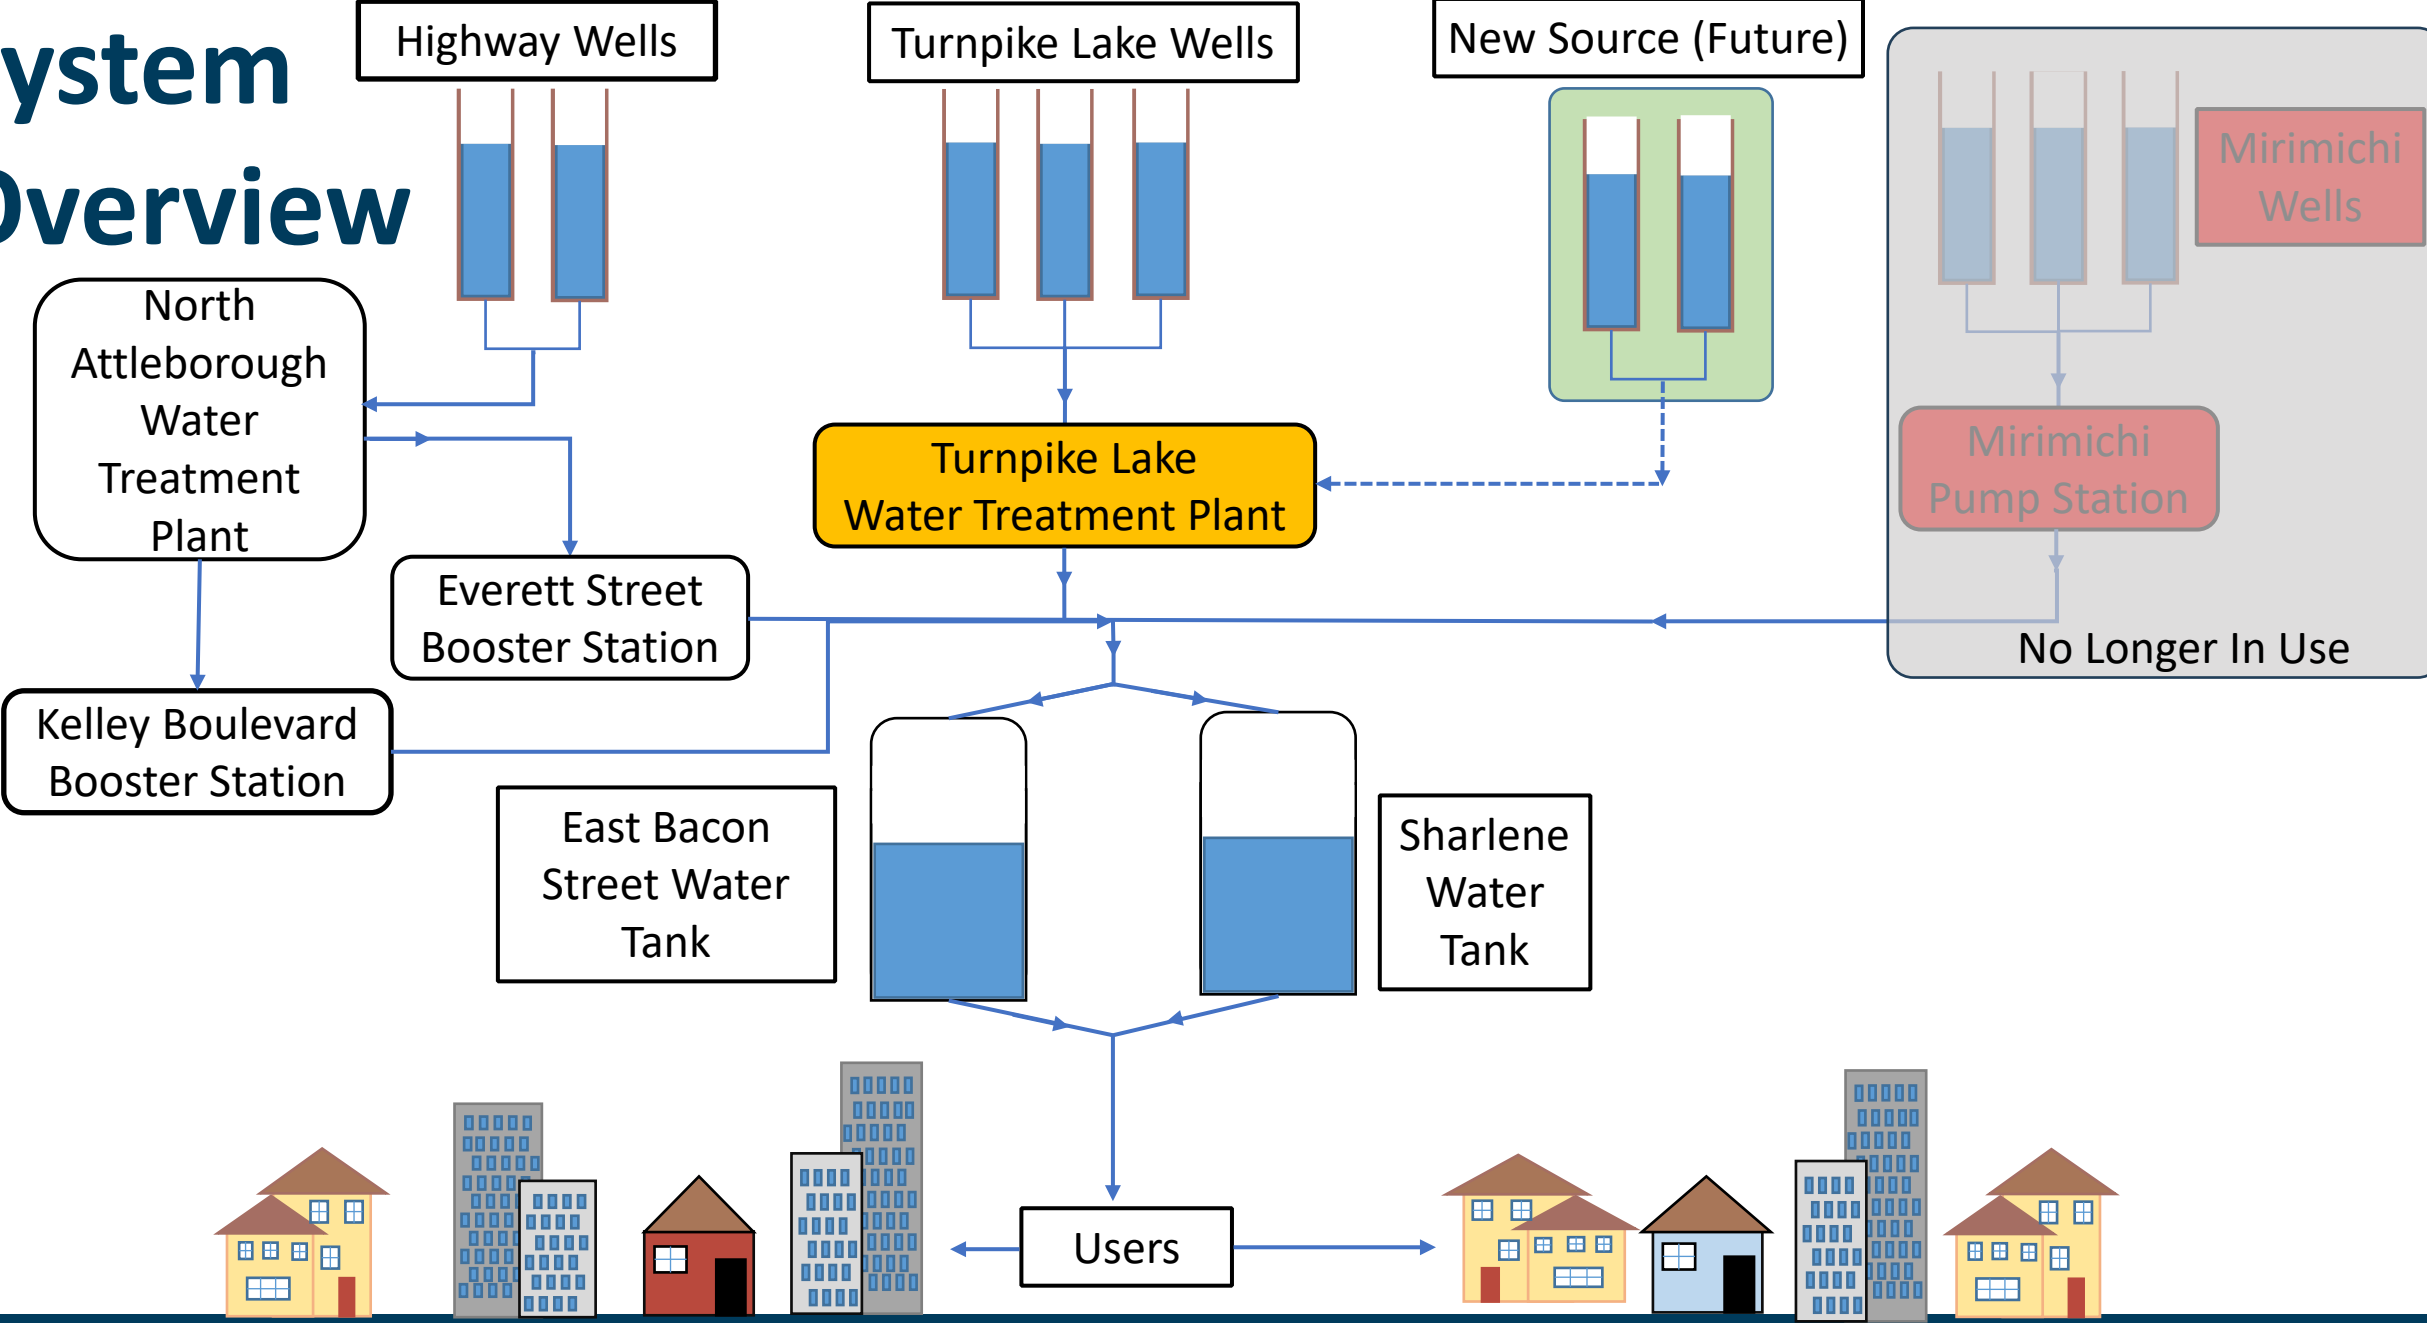 ystem
Overview
Highway Wells
Turnpike Lake Wells
New Source (Future)
Mirimichi
Wells
North
Attleborough
Water
Treatment
Plant
Turnpike Lake
Water Treatment Plant
Mirimichi
Pump Station
Everett Street
Booster Station
No Longer In Use
Kelley Boulevard
Booster Station
East Bacon
Street Water
Tank
Sharlene
Water
Tank
Users